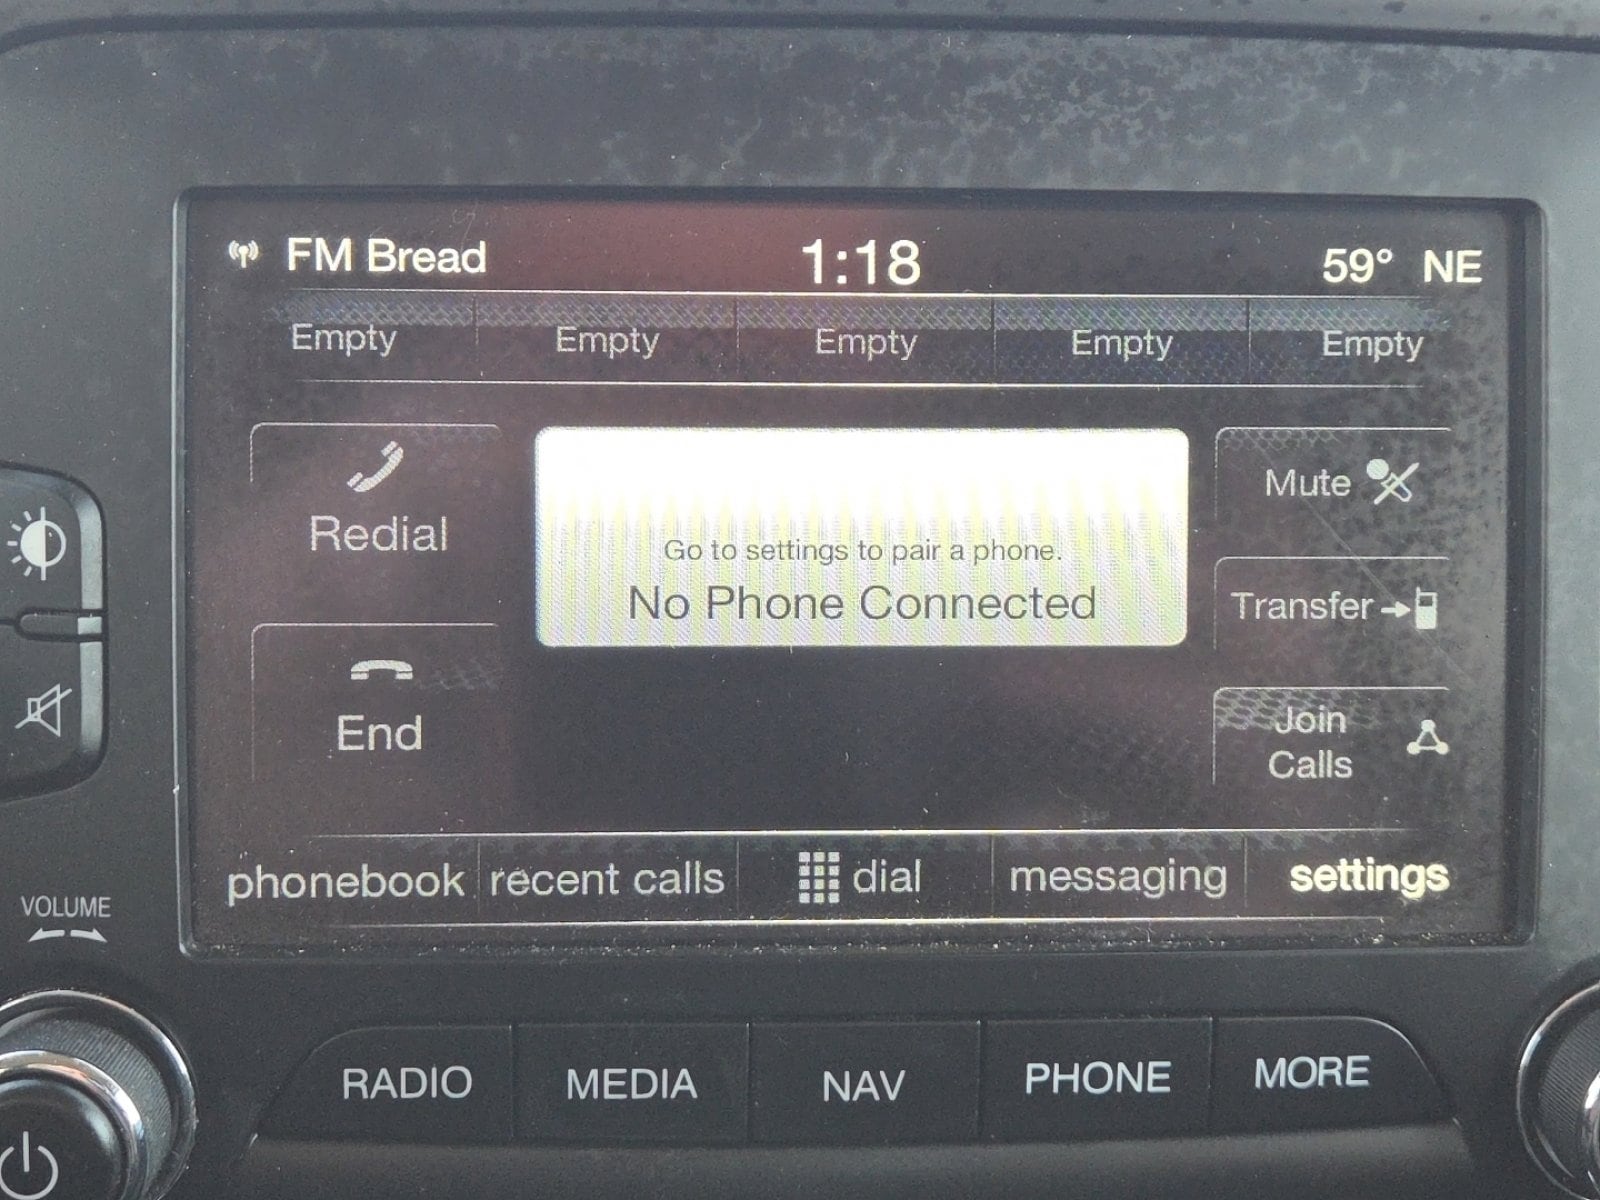 FM Bread 1:18 59° NE
Empty Empty Empty Empty Empty
Redial
Go to settings to pair a phone.
No Phone Connected
Mute
Transfer
End
Join
Calls
phonebook recent calls dial messaging settings
VOLUME
RADIO MEDIA NAV PHONE MORE